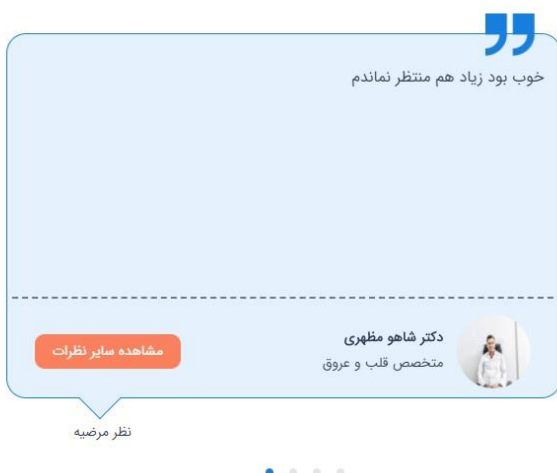 خوب بود زیاد هم منتظر نماندم
دکتر شاهو مظهری
متخصص قلب و عروق
مشاهده سایر نظرات
نظر مرضیه